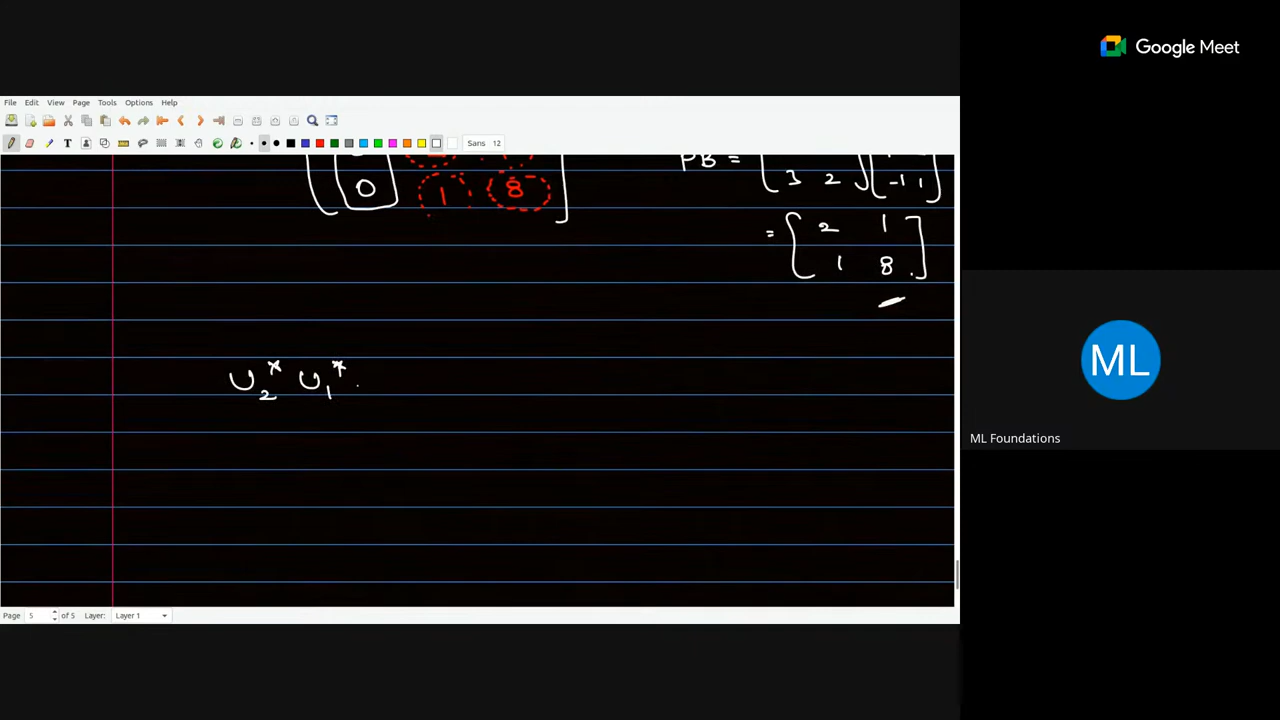 Google Meet
File Edit View Page Tools Options Help
Sans 12
PB =
3 2 -1 1
0 1 8
= 2 1
1 8
U₂* U₁*
ML
ML Foundations
Page 5 of 5 Layer: Layer 1